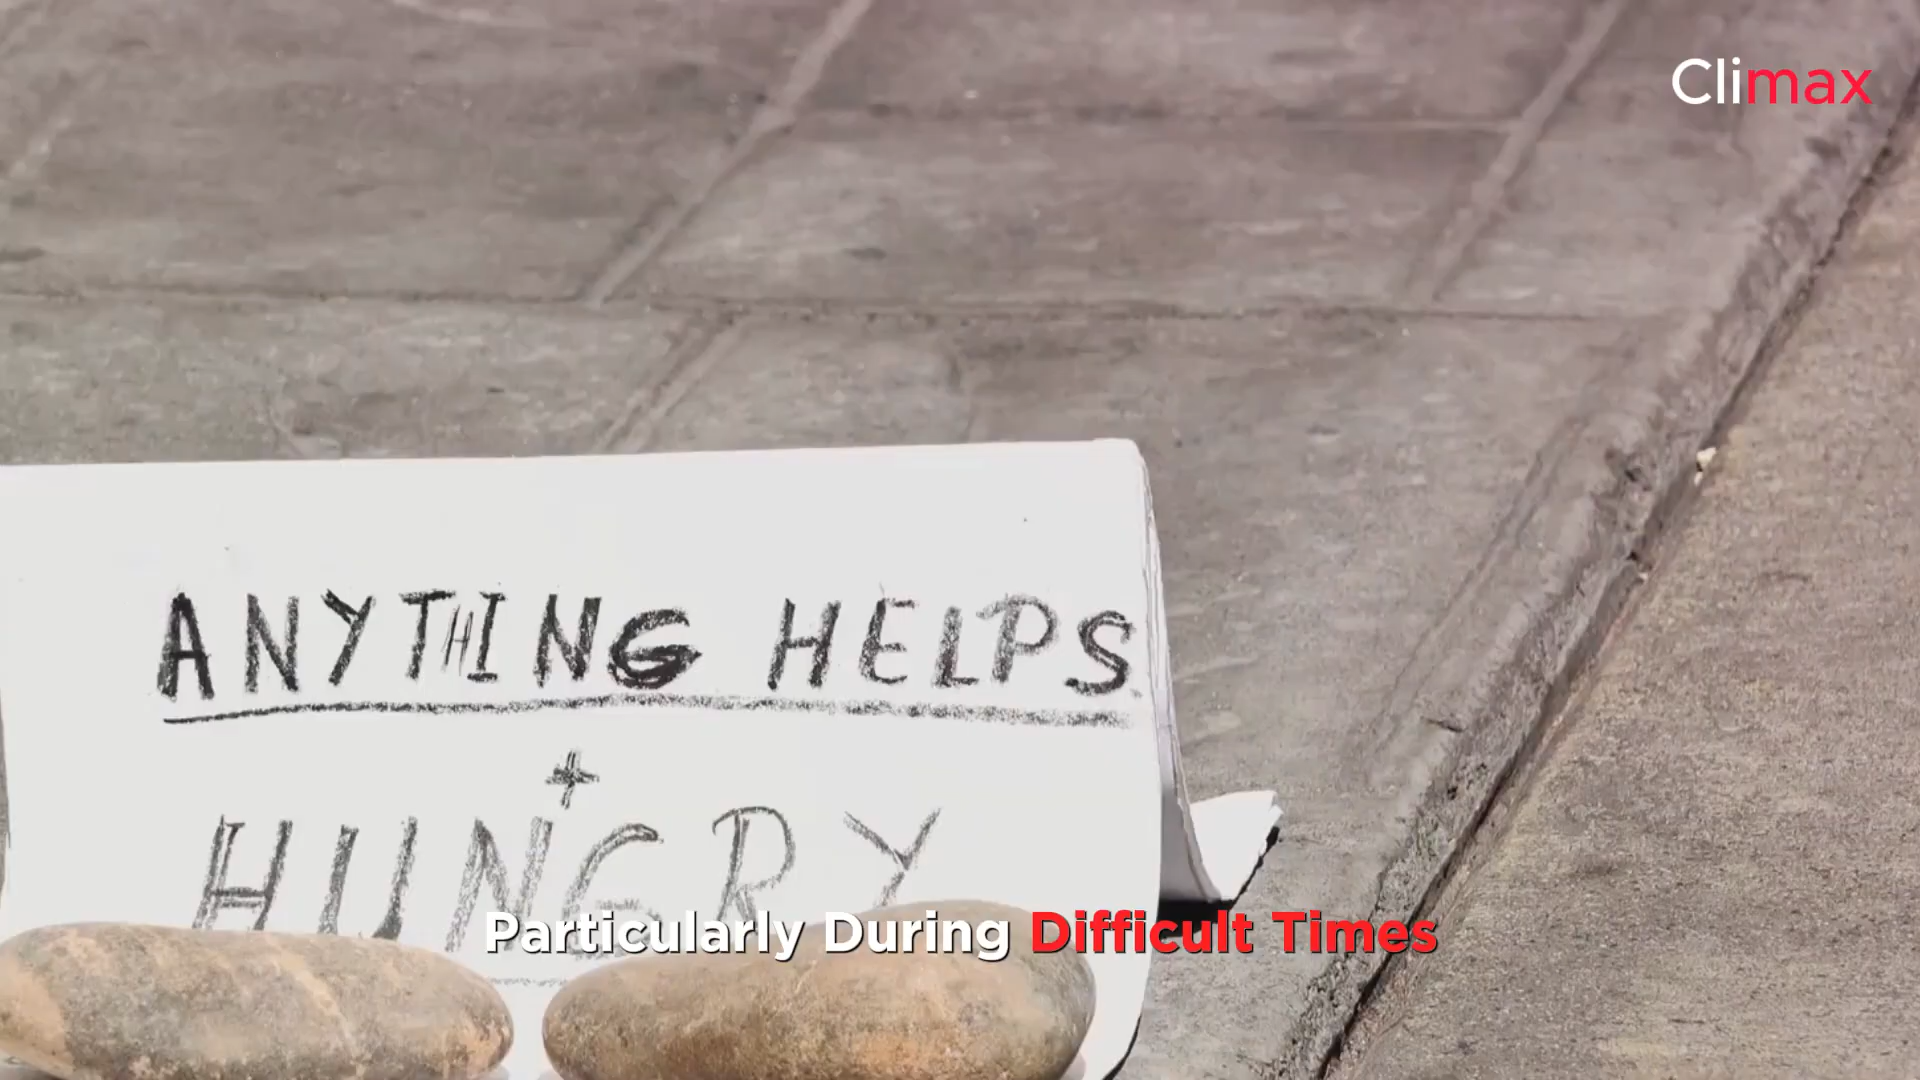 Climax
ANYTHING HELPS
+
HUNGRY
Particularly During Difficult Times